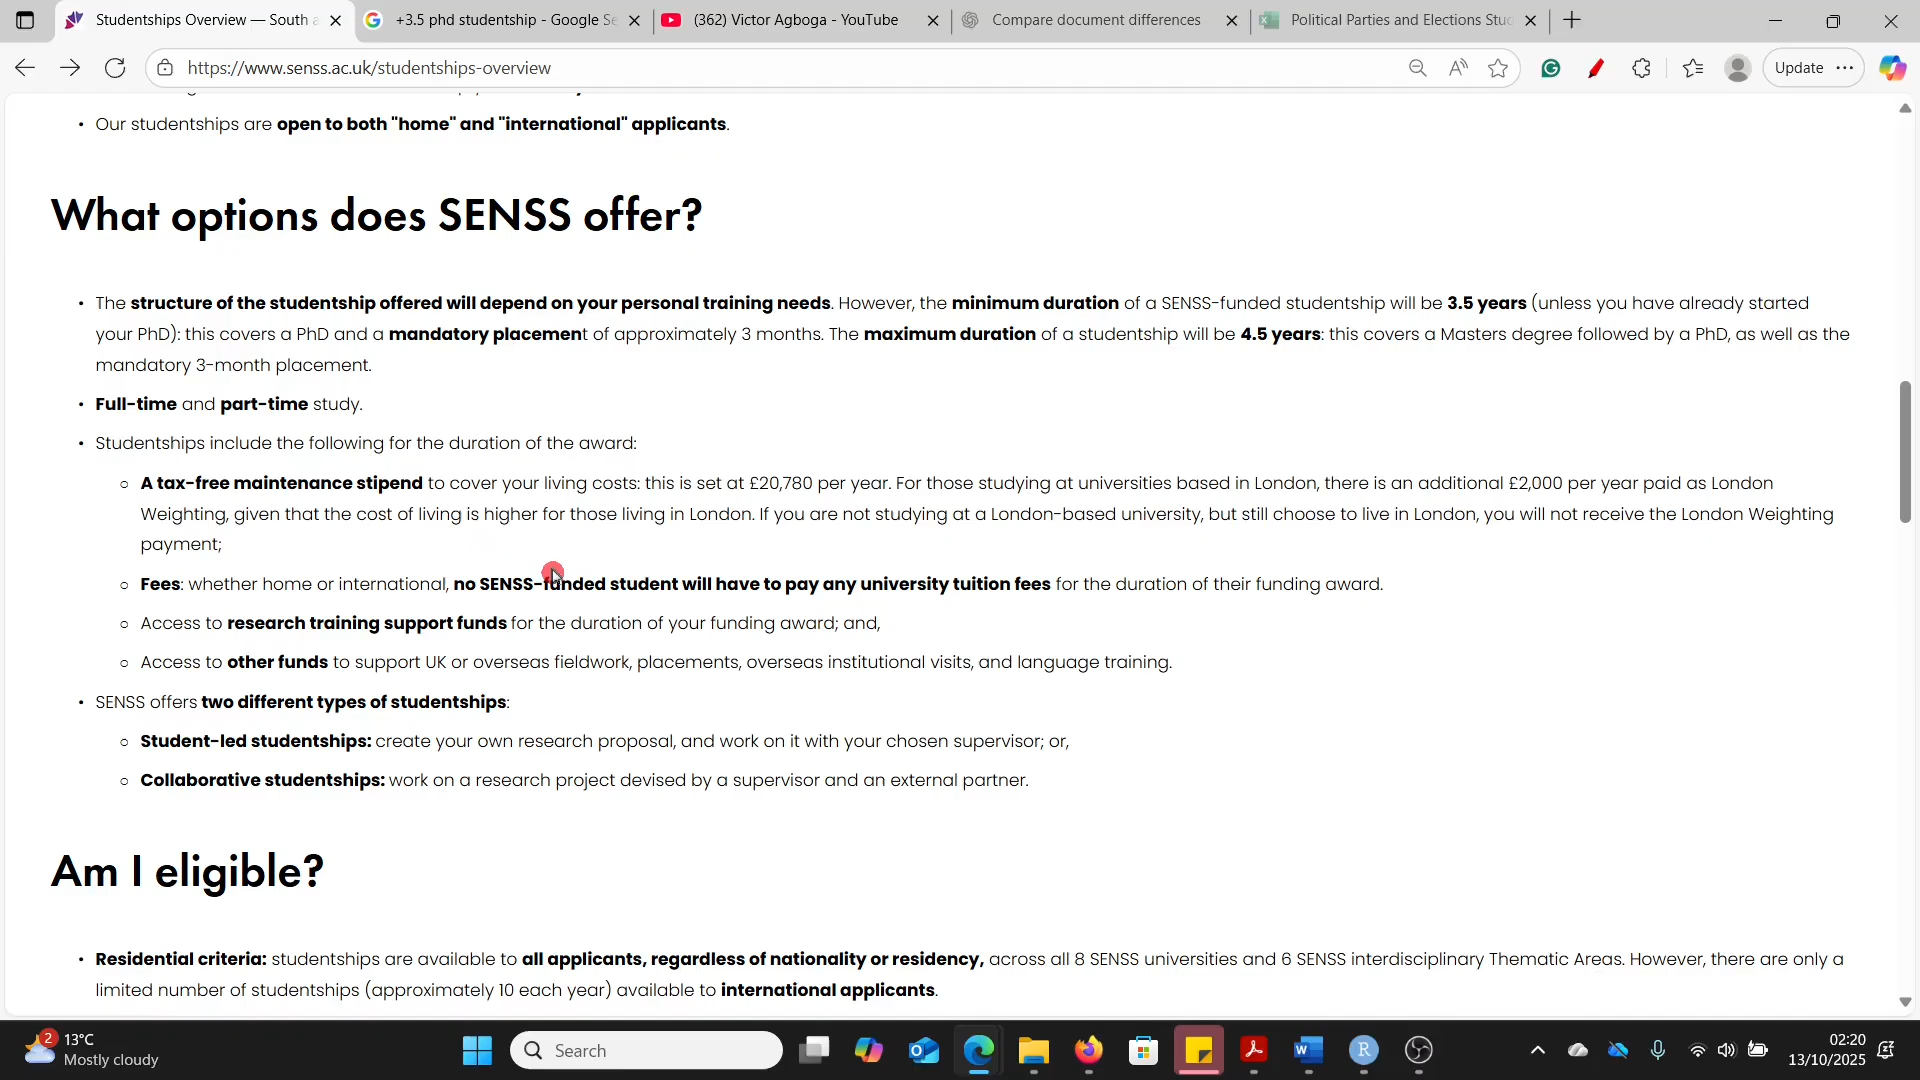 Studentships Overview — South a
+3.5 phd studentship - Google Se
(362) Victor Agboga - YouTube
Compare document differences
Political Parties and Elections Stud
https://www.senss.ac.uk/studentships-overview
Update
• Our studentships are open to both "home" and "international" applicants.
What options does SENSS offer?
• The structure of the studentship offered will depend on your personal training needs. However, the minimum duration of a SENSS-funded studentship will be 3.5 years (unless you have already started
your PhD): this covers a PhD and a mandatory placement of approximately 3 months. The maximum duration of a studentship will be 4.5 years: this covers a Masters degree followed by a PhD, as well as the
mandatory 3-month placement.
• Full-time and part-time study.
• Studentships include the following for the duration of the award:
○ A tax-free maintenance stipend to cover your living costs: this is set at £20,780 per year. For those studying at universities based in London, there is an additional £2,000 per year paid as London
Weighting, given that the cost of living is higher for those living in London. If you are not studying at a London-based university, but still choose to live in London, you will not receive the London Weighting
payment;
○ Fees: whether home or international, no SENSS-funded student will have to pay any university tuition fees for the duration of their funding award.
○ Access to research training support funds for the duration of your funding award; and,
○ Access to other funds to support UK or overseas fieldwork, placements, overseas institutional visits, and language training.
• SENSS offers two different types of studentships:
○ Student-led studentships: create your own research proposal, and work on it with your chosen supervisor; or,
○ Collaborative studentships: work on a research project devised by a supervisor and an external partner.
Am I eligible?
• Residential criteria: studentships are available to all applicants, regardless of nationality or residency, across all 8 SENSS universities and 6 SENSS interdisciplinary Thematic Areas. However, there are only a
limited number of studentships (approximately 10 each year) available to international applicants.
2
13°C
Mostly cloudy
Search
02:20
13/10/2025